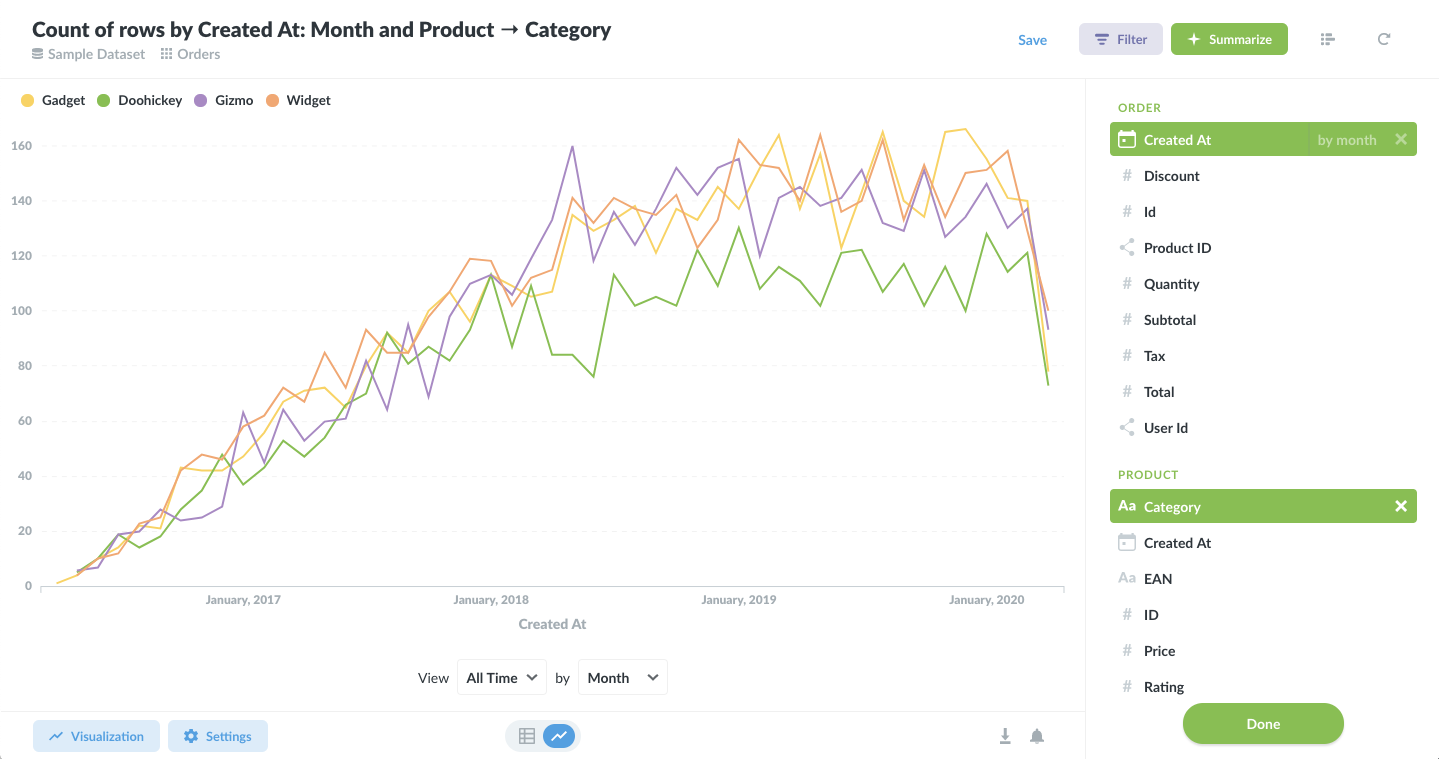 Count of rows by Created At: Month and Product → Category
Sample Dataset Orders
Save
Filter
Summarize
Gadget Doohickey Gizmo Widget
160
140
120
100
80
60
40
20
0
January, 2017 January, 2018 January, 2019 January, 2020
Created At
View All Time by Month
Visualization
Settings
ORDER
Created At by month
# Discount
# Id
Product ID
# Quantity
# Subtotal
# Tax
# Total
User Id
PRODUCT
Aa Category
Created At
Aa EAN
# ID
# Price
# Rating
Done